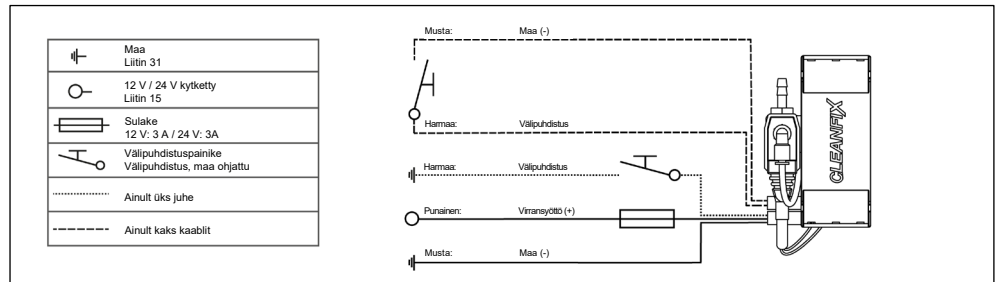 Maa
Liitin 31
12 V / 24 V kytketty
Liitin 15
Sulake
12 V: 3 A / 24 V: 3A
Välipuhdistuspainike
Välipuhdistus, maa ohjattu
Ainult üks juhe
Ainult kaks kaablit
Musta: Maa (-)
Harmaa: Välipuhdistus
Harmaa: Välipuhdistus
Punainen: Virransyöttö (+)
Musta: Maa (-)
CLEANFIX